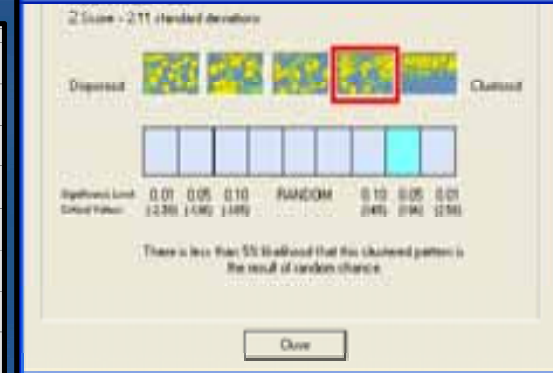 Z Score = 2.11 standard deviations
Dispersed
Clustered
Significance Level: 0.01 0.05 0.10 RANDOM 0.10 0.05 0.01
Critical Values: (-2.58) (-1.96) (-1.65) (1.65) (1.96) (2.58)
There is less than 5% likelihood that this clustered pattern is
the result of random chance.
Close